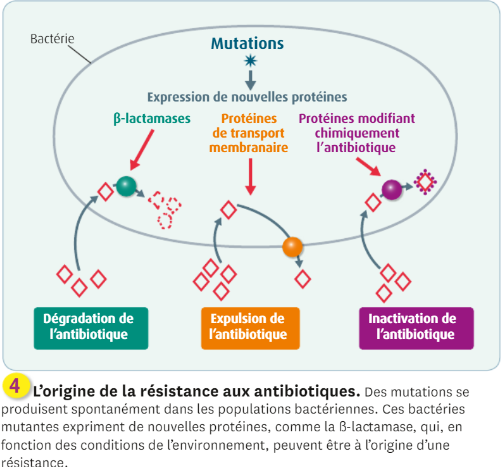 Bactérie
Mutations
Expression de nouvelles protéines
β-lactamases
Protéines
de transport
membranaire
Protéines modifiant
chimiquement
l'antibiotique
Dégradation de
l'antibiotique
Expulsion de
l'antibiotique
Inactivation de
l'antibiotique
4 L'origine de la résistance aux antibiotiques. Des mutations se
produisent spontanément dans les populations bactériennes. Ces bactéries
mutantes expriment de nouvelles protéines, comme la ß-lactamase, qui, en
fonction des conditions de l'environnement, peuvent être à l'origine d'une
résistance.